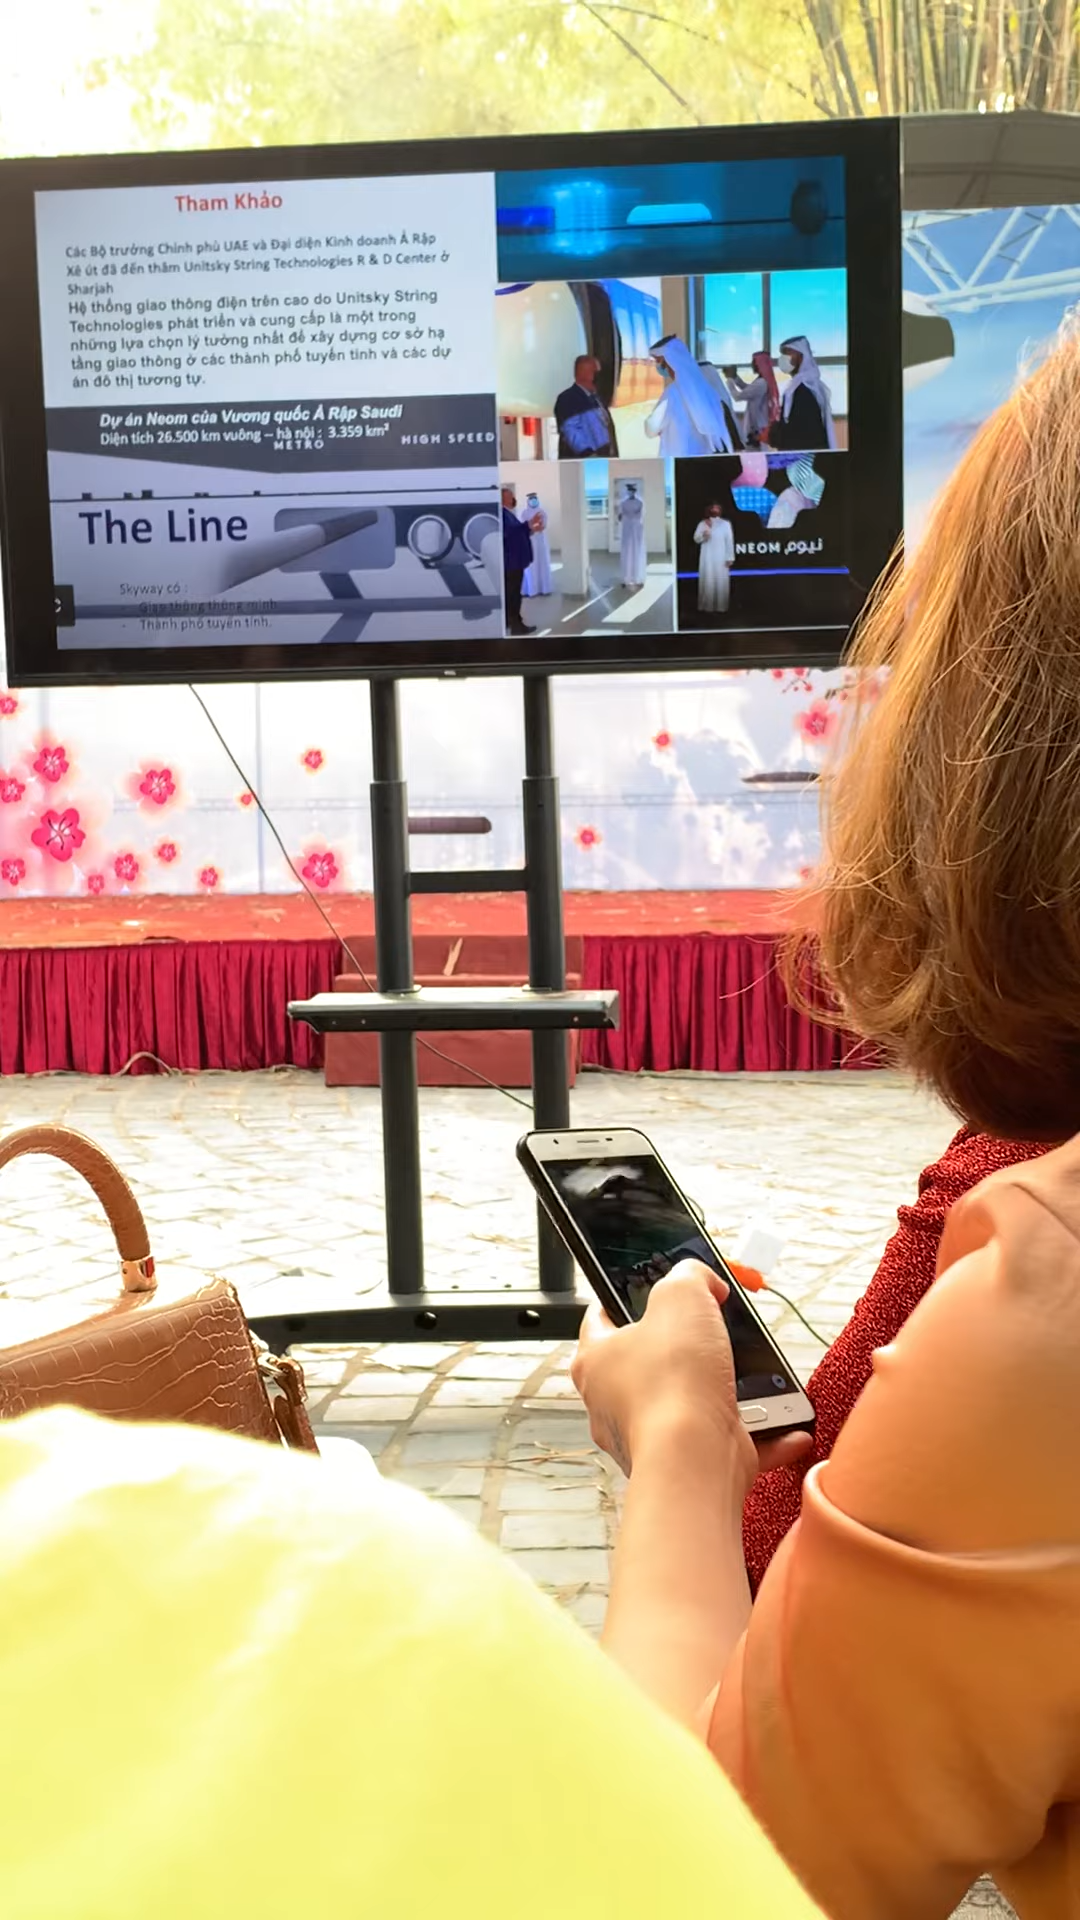 Tham Khảo
Các Bộ trưởng Chính phủ UAE và Đại diện Kinh doanh Ả Rập
Xê út đã đến thăm Unitsky String Technologies R & D Center ở
Sharjah
Hệ thống giao thông điện trên cao do Unitsky String
Technologies phát triển và cung cấp là một trong
những lựa chọn lý tưởng nhất để xây dựng cơ sở hạ
tầng giao thông ở các thành phố tuyến tính và các dự
án đô thị tương tự.
Dự án Neom của Vương quốc Ả Rập Saudi
Diện tích 26.500 km vuông – hà nội : 3.359 km²
METRO
HIGH SPEED
The Line
Skyway có :
- Giao thông thông minh
- Thành phố tuyến tính.
NEOM نيوم